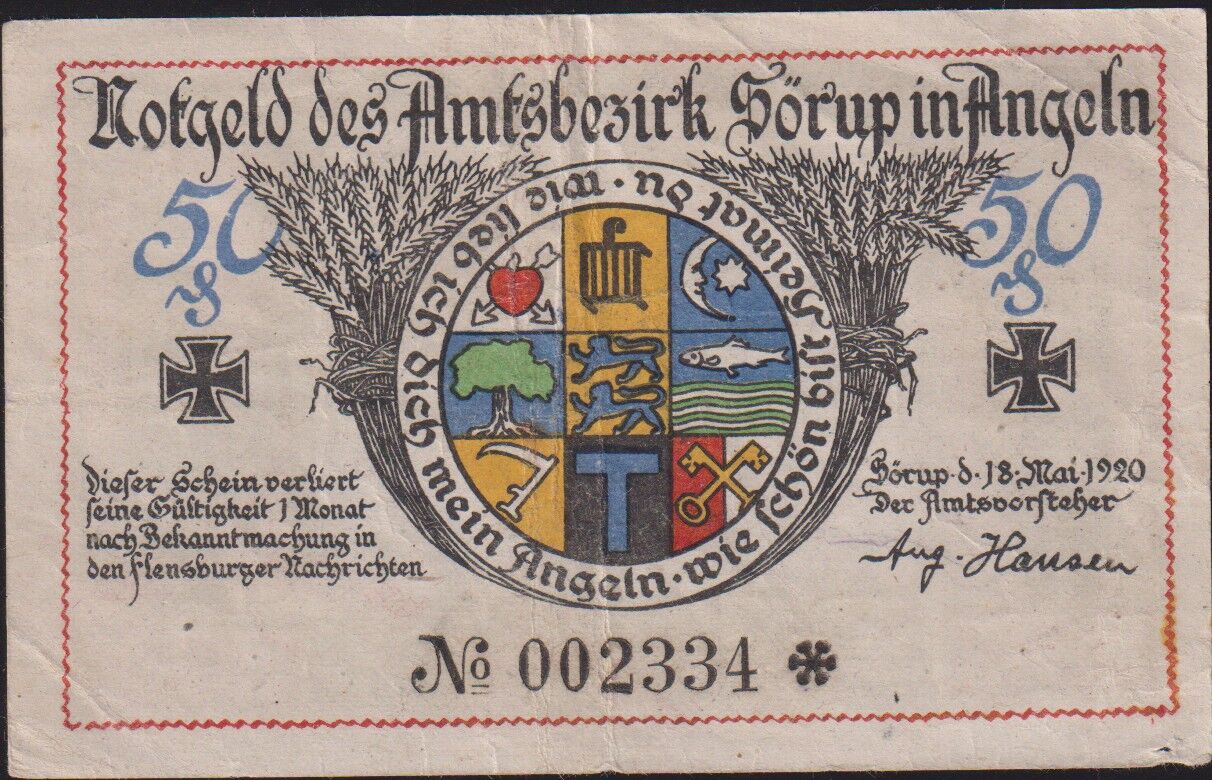 Notgeld des Amtsbezirk Sörup in Angeln
50 ₰
50 ₰
wie lieb ich dich mein Angeln · wie schön bist Heimat Du ·
T
Dieser Schein verliert
seine Gültigkeit 1 Monat
nach Bekanntmachung in
den Flensburger Nachrichten
Sörup · d · 18 · Mai · 1920
Der Amtsvorsteher
Aug. Hansen
№ 002334